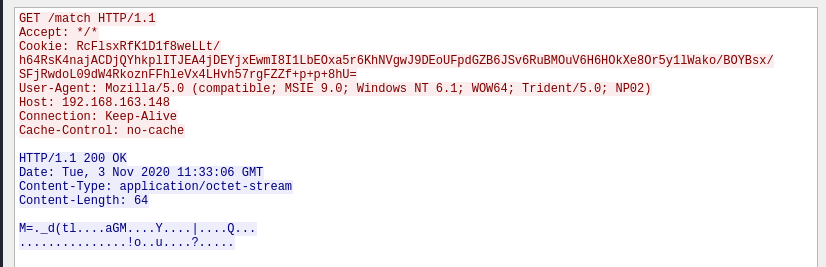 GET /match HTTP/1.1
Accept: */*
Cookie: RcFlsxRfK1D1f8weLLt/
h64RsK4najACDjQYhkplITJEA4jDEYjxEwmI8I1LbEOxa5r6KhNVgwJ9DEoUFpdGZB6JSv6RuBMOuV6H6HOkXe8Or5y1lWako/BOYBsx/
SFjRwdoL09dW4RkoznFFhleVx4LHvh57rgFZZf+p+p+8hU=
User-Agent: Mozilla/5.0 (compatible; MSIE 9.0; Windows NT 6.1; WOW64; Trident/5.0; NP02)
Host: 192.168.163.148
Connection: Keep-Alive
Cache-Control: no-cache
HTTP/1.1 200 OK
Date: Tue, 3 Nov 2020 11:33:06 GMT
Content-Type: application/octet-stream
Content-Length: 64
M=._d(tl....aGM....Y....|....Q...
...............!o..u....?.....